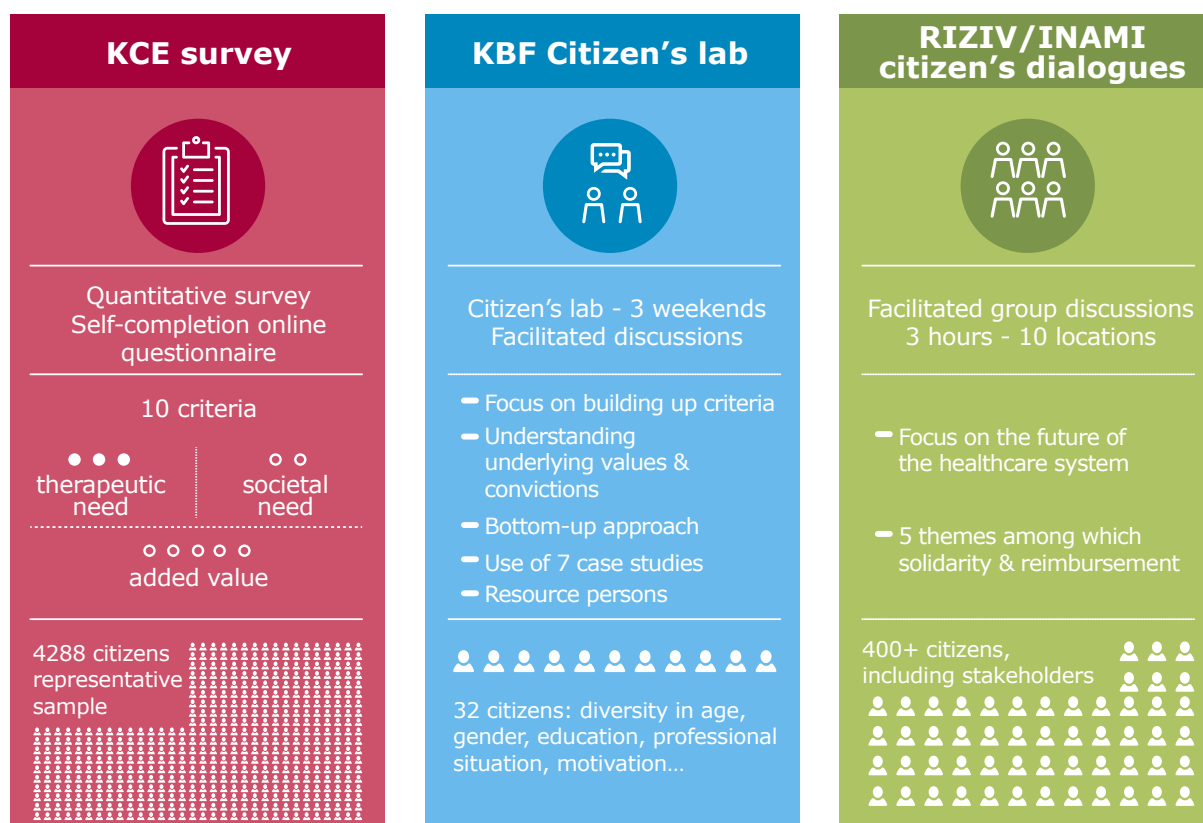 KCE survey
Quantitative survey
Self-completion online
questionnaire
10 criteria
therapeutic
need
societal
need
added value
4288 citizens
representative
sample
KBF Citizen’s lab
Citizen’s lab - 3 weekends
Facilitated discussions
Focus on building up criteria
Understanding
underlying values &
convictions
Bottom-up approach
Use of 7 case studies
Resource persons
32 citizens: diversity in age,
gender, education, professional
situation, motivation…
RIZIV/INAMI
citizen’s dialogues
Facilitated group discussions
3 hours - 10 locations
Focus on the future of
the healthcare system
5 themes among which
solidarity & reimbursement
400+ citizens,
including stakeholders